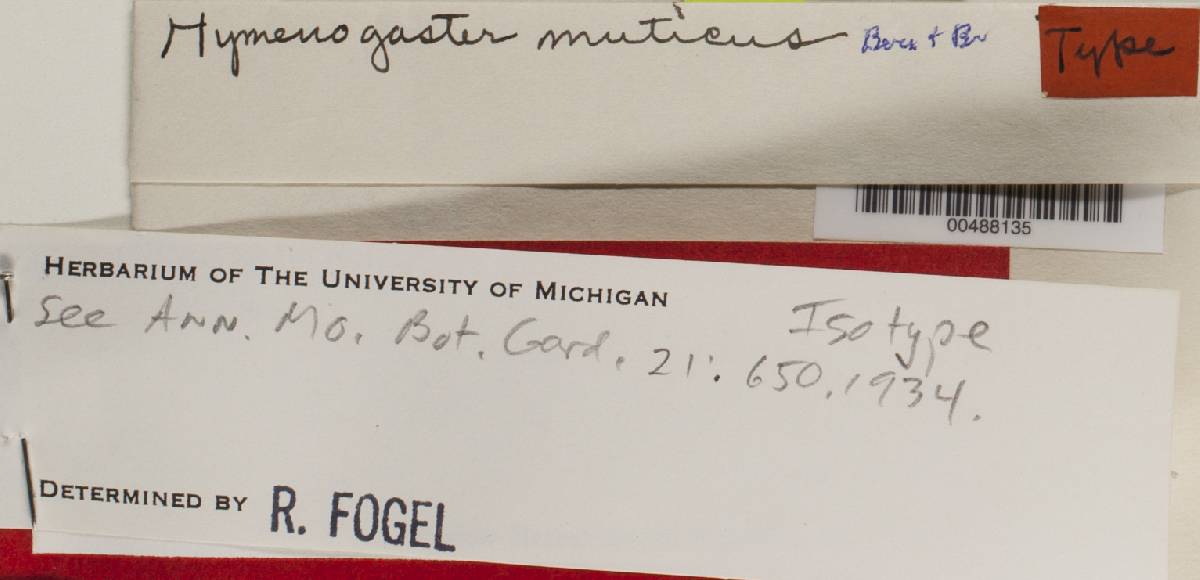 Hymenogaster muticus Berk + Br Type
00488135
HERBARIUM OF THE UNIVERSITY OF MICHIGAN
Isotype
See Ann. Mo. Bot. Gard. 21: 650. 1934.
DETERMINED BY R. FOGEL